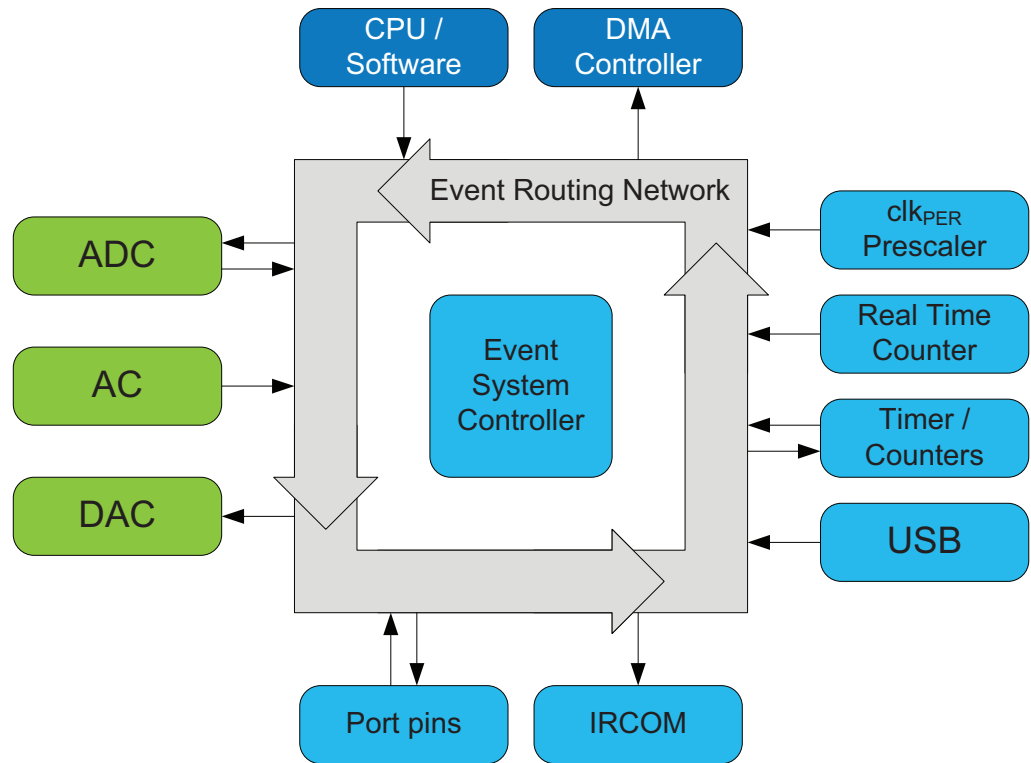 CPU /
Software
DMA
Controller
Event Routing Network
ADC
clkPER
Prescaler
Real Time
Counter
Event
System
Controller
AC
Timer /
Counters
DAC
USB
Port pins
IRCOM